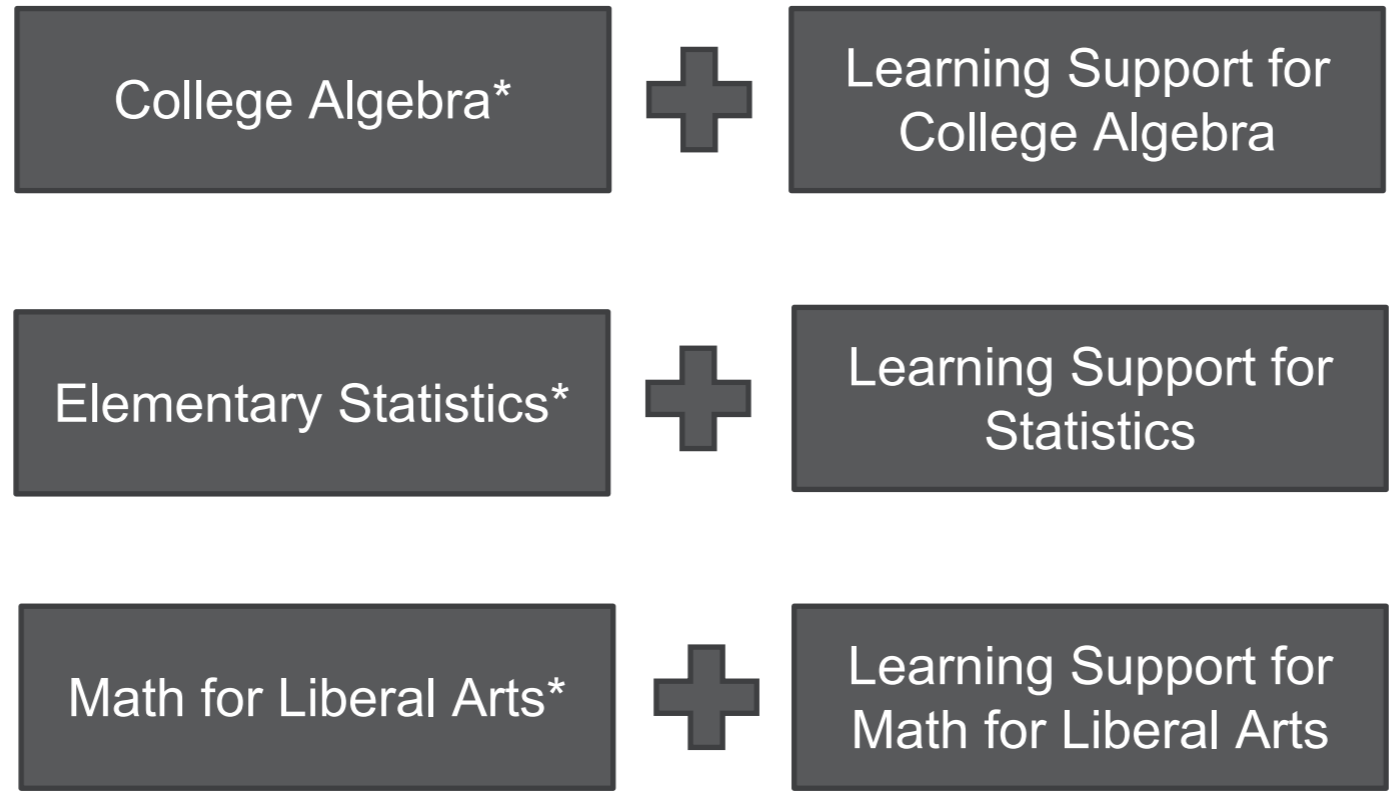 College Algebra*
Learning Support for
College Algebra
Elementary Statistics*
Learning Support for
Statistics
Math for Liberal Arts*
Learning Support for
Math for Liberal Arts